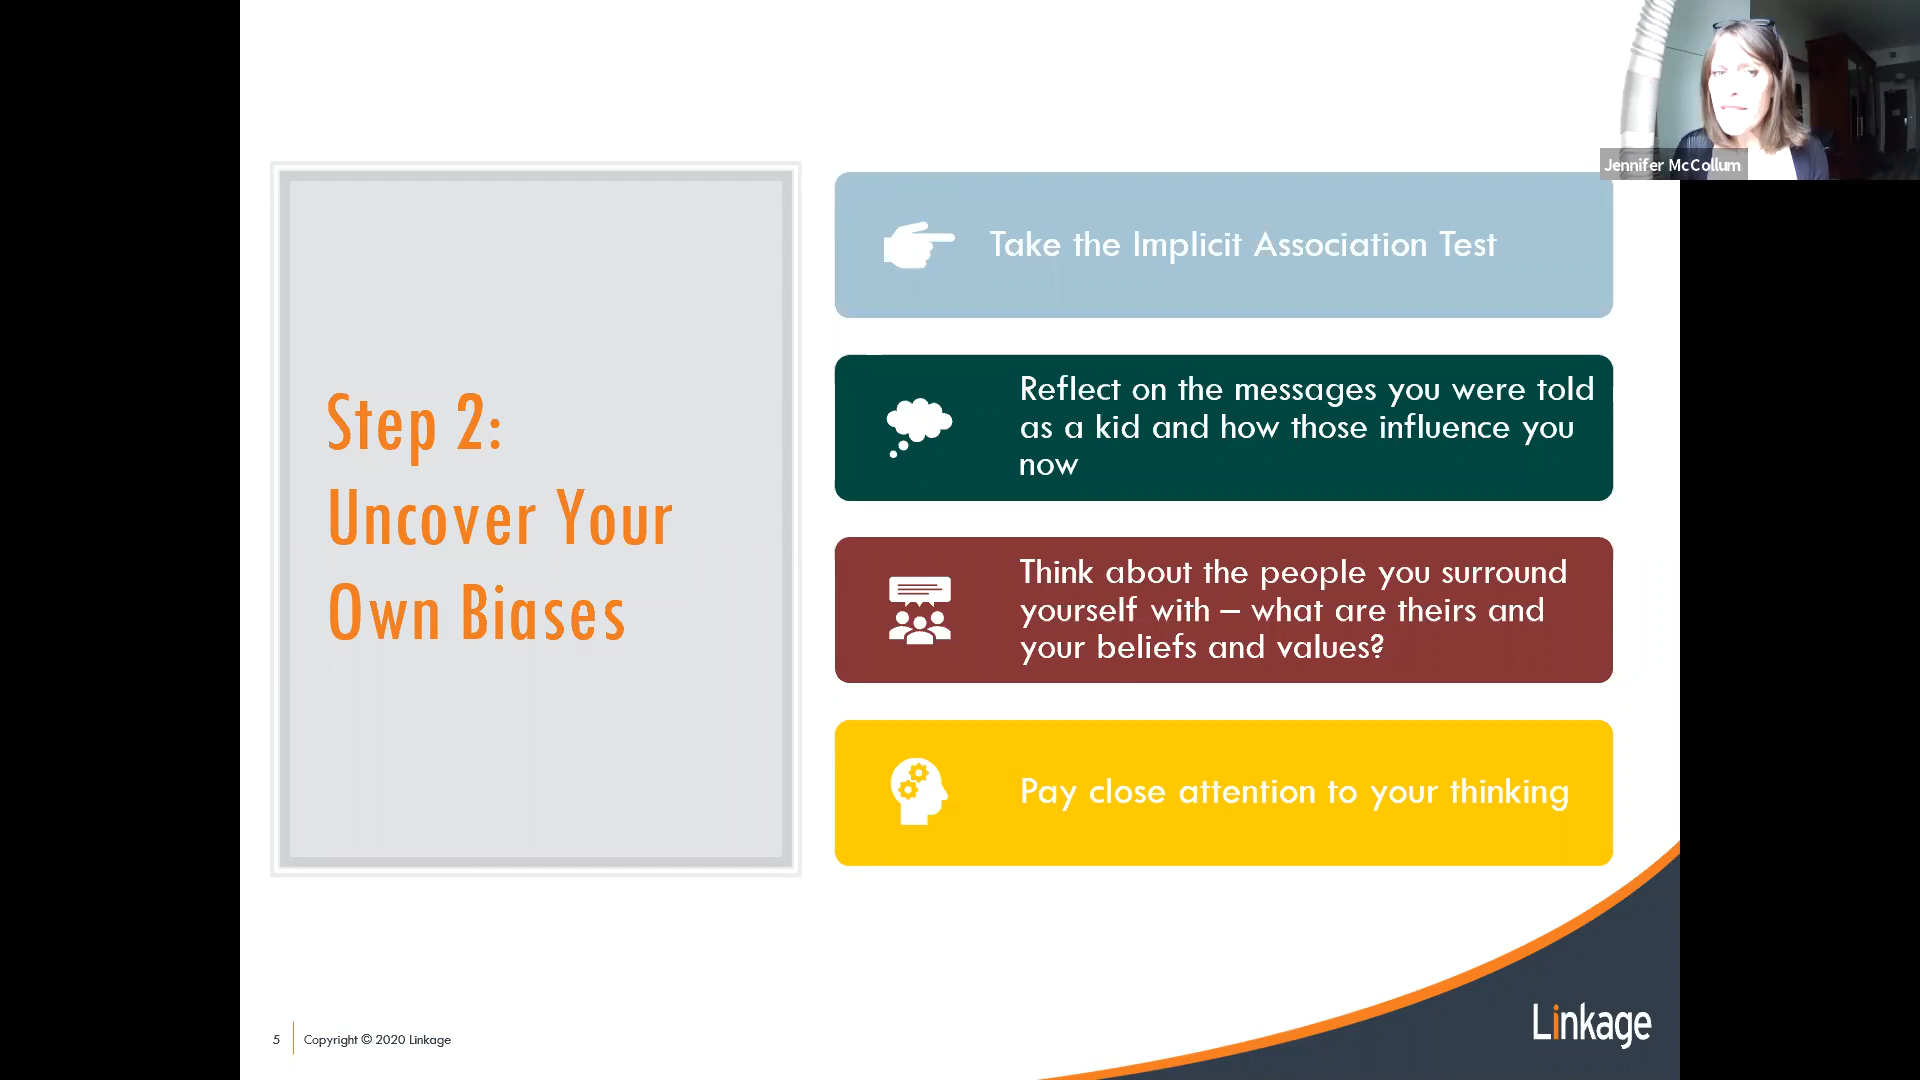 Jennifer McCollum
Step 2:
Uncover Your
Own Biases
Take the Implicit Association Test
Reflect on the messages you were told
as a kid and how those influence you
now
Think about the people you surround
yourself with – what are theirs and
your beliefs and values?
Pay close attention to your thinking
5
Copyright © 2020 Linkage
Linkage